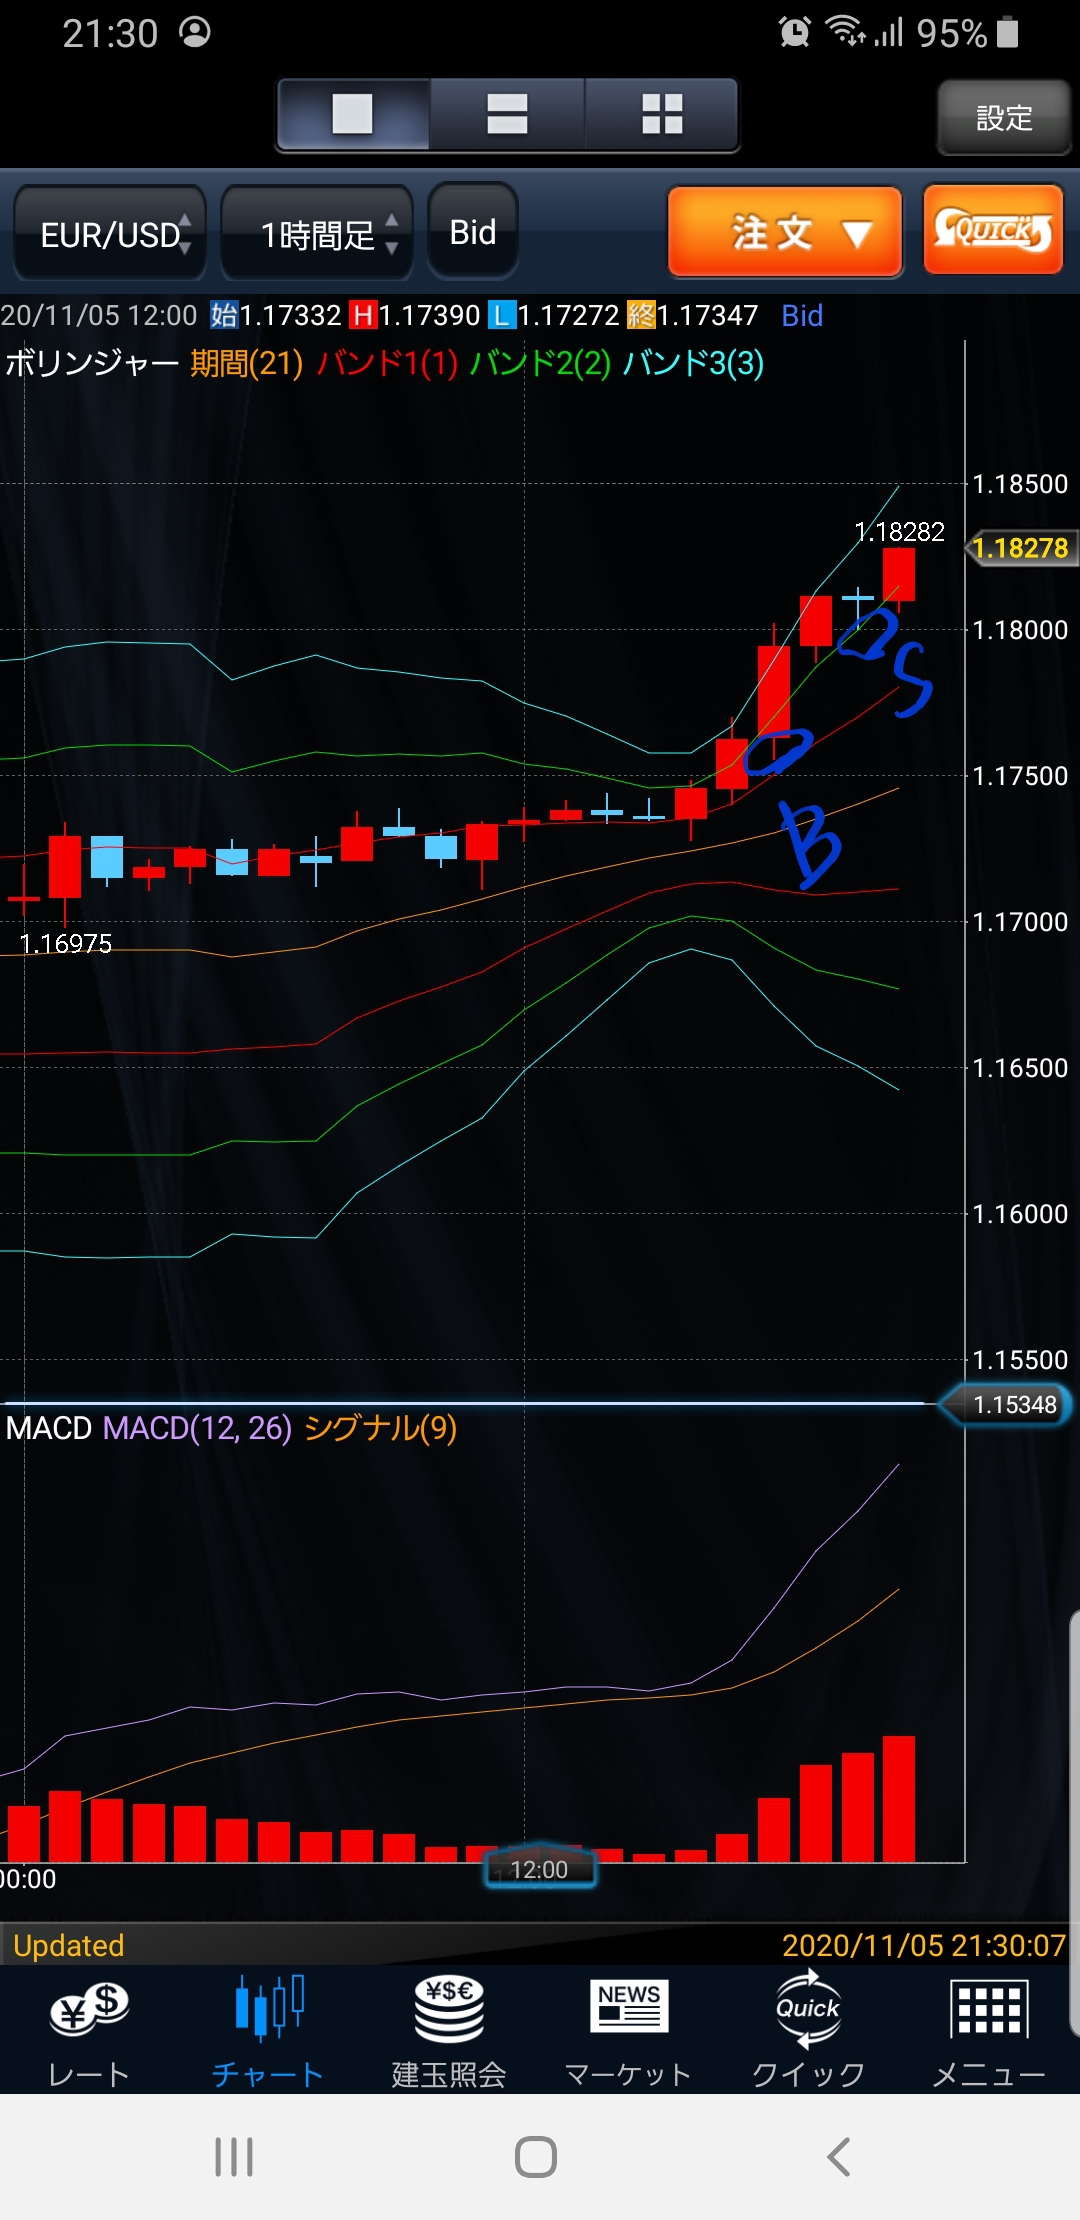 21:30 95%
設定
EUR/USD 1時間足 Bid 注文 ▼ QUICK
20/11/05 12:00 始1.17332 H1.17390 L1.17272 終1.17347 Bid
ボリンジャー 期間(21) バンド1(1) バンド2(2) バンド3(3)
1.18500
1.18282
1.18278
1.18000
S
1.17500
B
1.17000
1.16975
1.16500
1.16000
1.15500
1.15348
MACD MACD(12, 26) シグナル(9)
00:00 12:00
Updated 2020/11/05 21:30:07
¥$ ¥$€ NEWS Quick
レート チャート 建玉照会 マーケット クイック メニュー